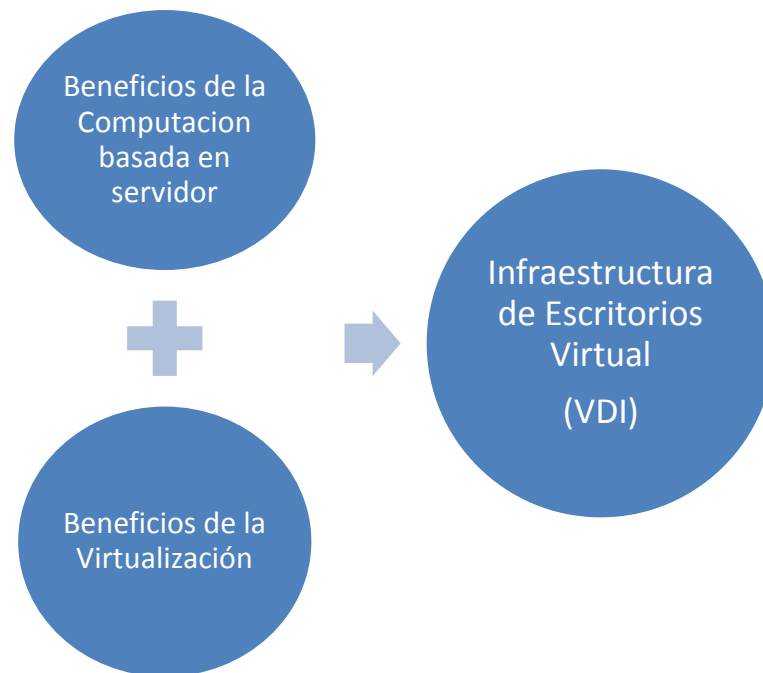 Beneficios de la
Computacion
basada en
servidor
Beneficios de la
Virtualización
Infraestructura
de Escritorios
Virtual
(VDI)